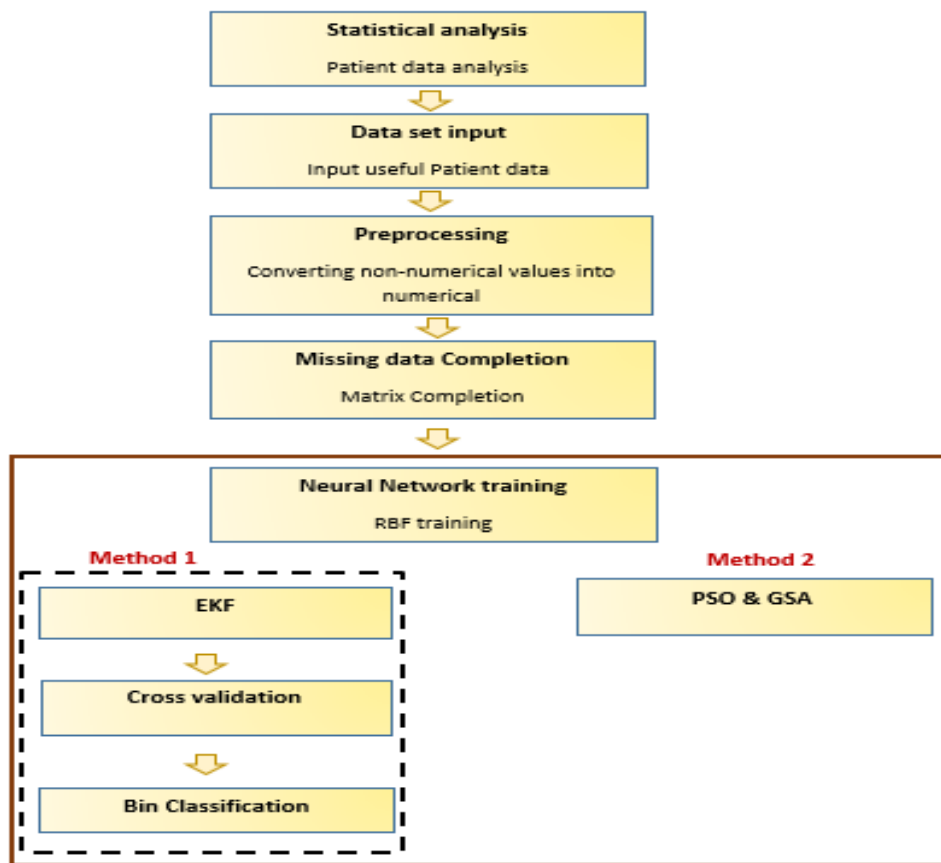 Statistical analysis
Patient data analysis
Data set input
Input useful Patient data
Preprocessing
Converting non-numerical values into
numerical
Missing data Completion
Matrix Completion
Neural Network training
RBF training
Method 1
EKF
Cross validation
Bin Classification
Method 2
PSO & GSA